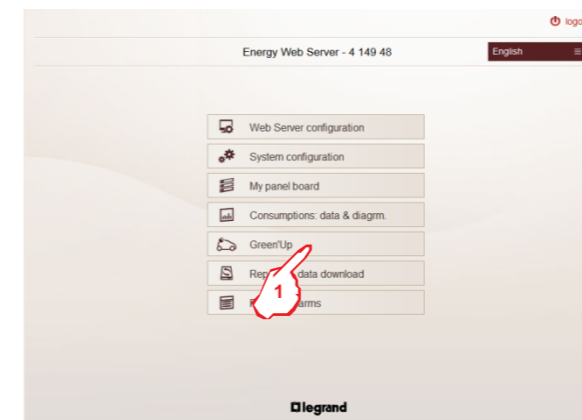 logo
Energy Web Server - 4 149 48
English
Web Server configuration
System configuration
My panel board
Consumptions: data & diagrm.
Green'Up
data download
1
legrand